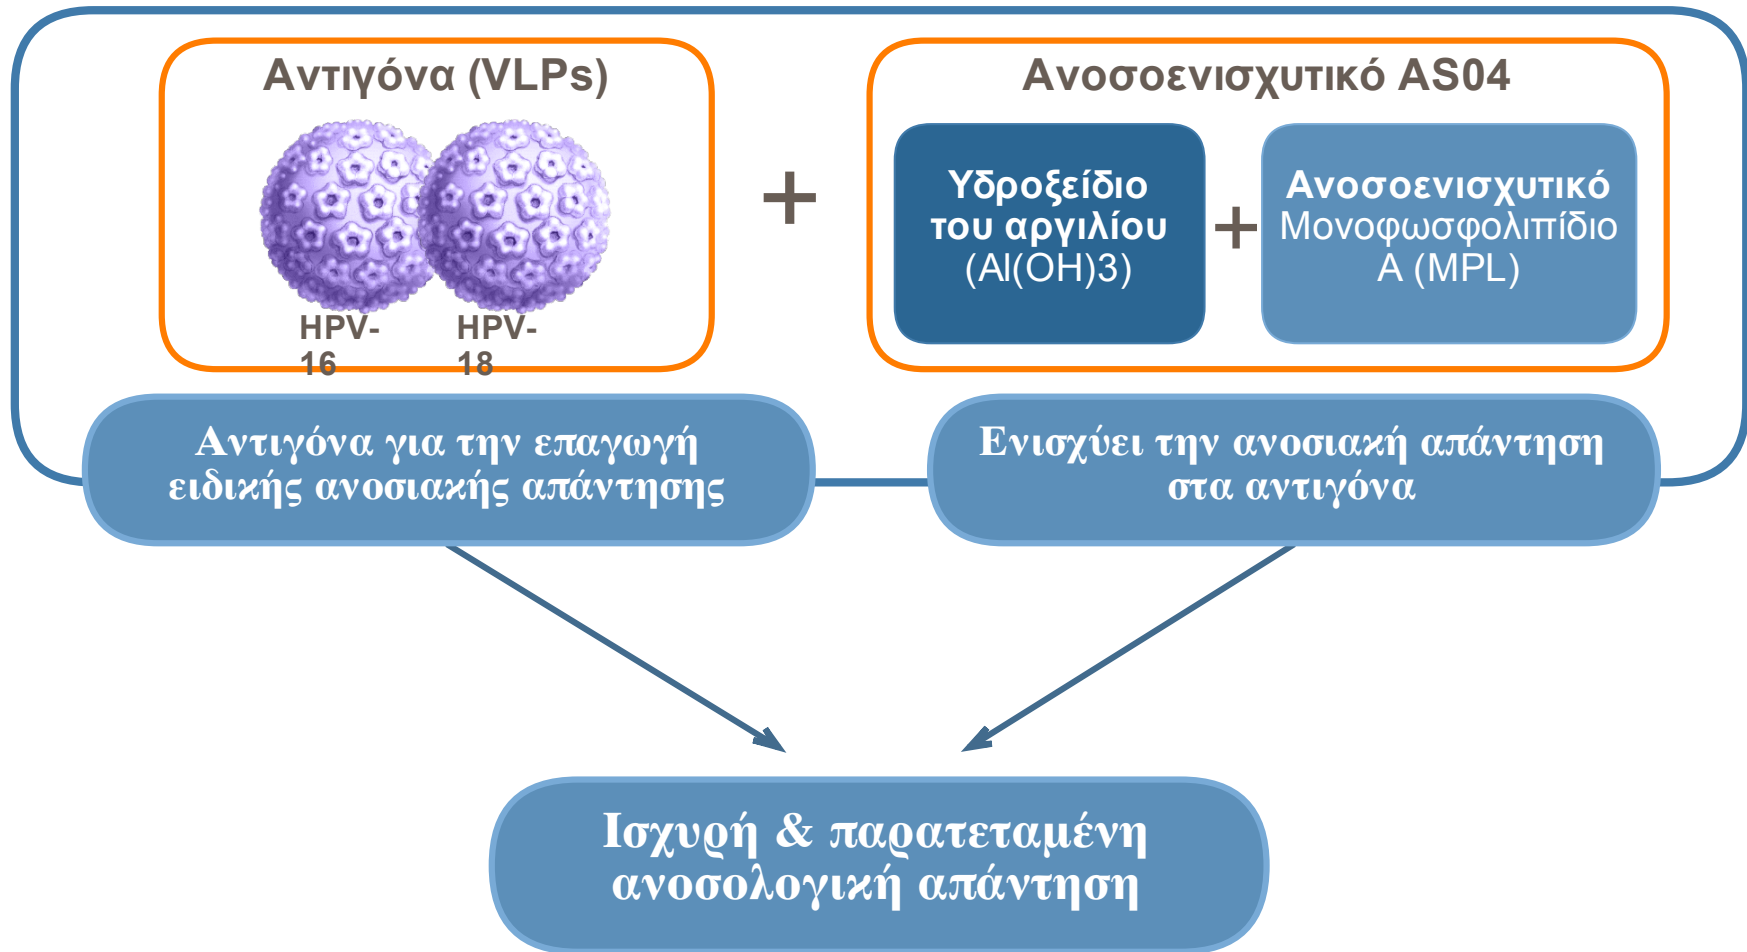 Αντιγόνα (VLPs)
HPV-
16
HPV-
18
+
Ανοσοενισχυτικό AS04
Υδροξείδιο
του αργιλίου
(Al(OH)3)
+
Ανοσοενισχυτικό
Μονοφωσφολιπίδιο
Α (MPL)
Αντιγόνα για την επαγωγή
ειδικής ανοσιακής απάντησης
Ενισχύει την ανοσιακή απάντηση
στα αντιγόνα
Ισχυρή & παρατεταμένη
ανοσολογική απάντηση